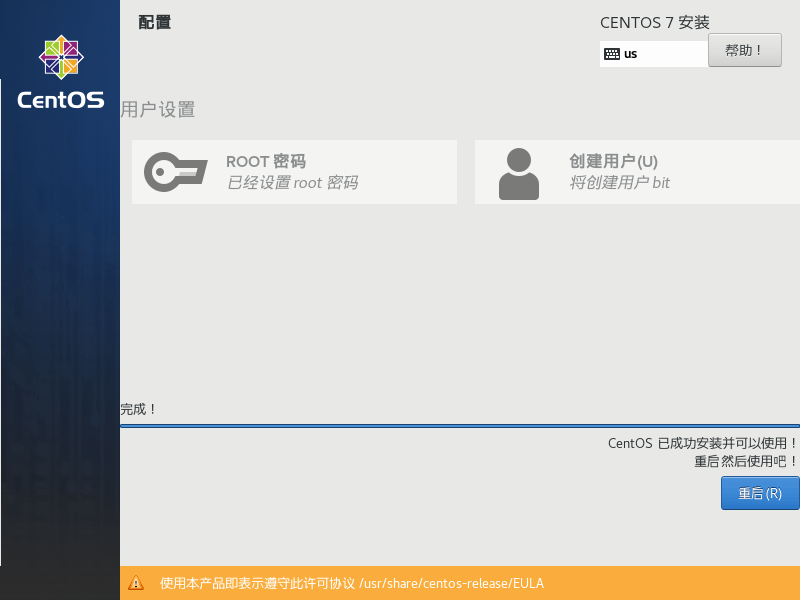 配置
CENTOS 7 安装
us
帮助！
CentOS
用户设置
ROOT 密码
已经设置 root 密码
创建用户(U)
将创建用户 bit
完成！
CentOS 已成功安装并可以使用！
重启然后使用吧！
重启(R)
使用本产品即表示遵守此许可协议 /usr/share/centos-release/EULA